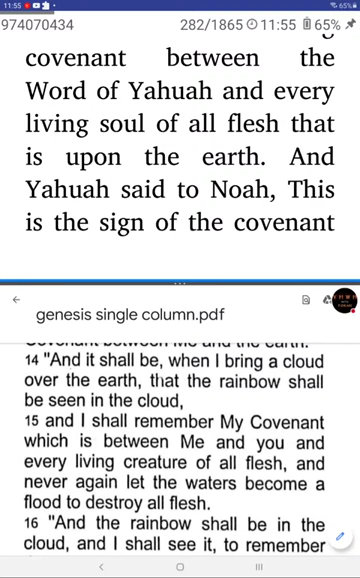 11:55
65%
974070434 282/1865 11:55 65%
covenant between the
Word of Yahuah and every
living soul of all flesh that
is upon the earth. And
Yahuah said to Noah, This
is the sign of the covenant
genesis single column.pdf
14 "And it shall be, when I bring a cloud
over the earth, that the rainbow shall
be seen in the cloud,
15 and I shall remember My Covenant
which is between Me and you and
every living creature of all flesh, and
never again let the waters become a
flood to destroy all flesh.
16 "And the rainbow shall be in the
cloud, and I shall see it, to remember